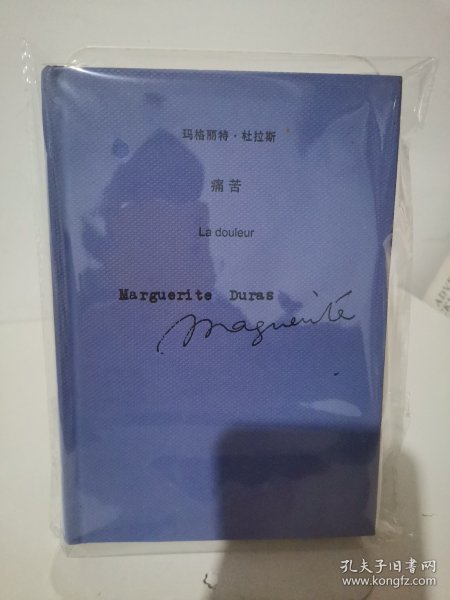 玛格丽特·杜拉斯
痛苦
La douleur
Marguerite Duras
Marguerite
ADVE
孔夫子旧书网
www.kongfz.com